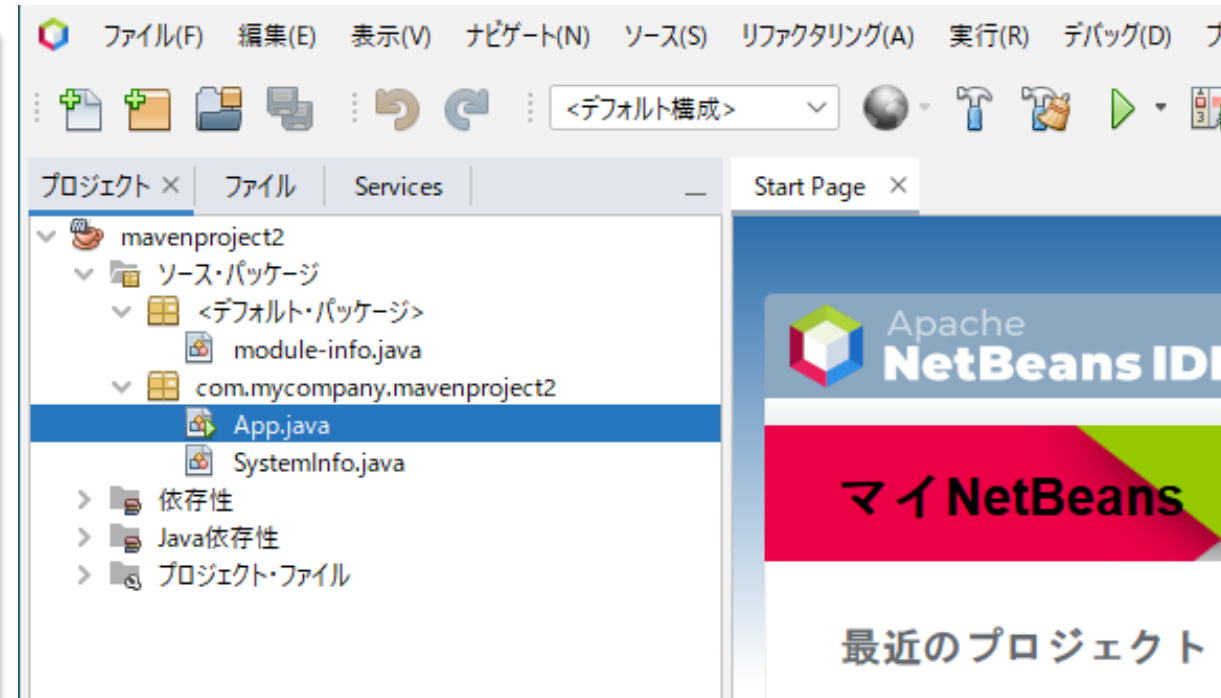 ファイル(F) 編集(E) 表示(V) ナビゲート(N) ソース(S) リファクタリング(A) 実行(R) デバッグ(D)
<デフォルト構成>
プロジェクト ファイル Services Start Page
mavenproject2
ソース・パッケージ
<デフォルト・パッケージ>
module-info.java
com.mycompany.mavenproject2
App.java
SystemInfo.java
依存性
Java依存性
プロジェクト・ファイル
Apache
NetBeans IDE
マイNetBeans
最近のプロジェクト